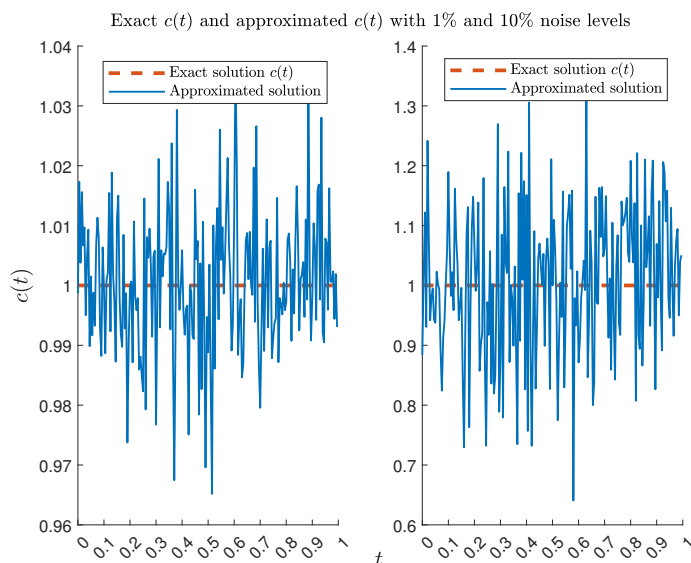 Exact c(t) and approximated c(t) with 1% and 10% noise levels
1.04
1.03
1.02
1.01
1
0.99
0.98
0.97
0.96
c(t)
Exact solution c(t)
Approximated solution
0 0.1 0.2 0.3 0.4 0.5 0.6 0.7 0.8 0.9 1
1.4
1.3
1.2
1.1
1
0.9
0.8
0.7
0.6
Exact solution c(t)
Approximated solution
0 0.1 0.2 0.3 0.4 0.5 0.6 0.7 0.8 0.9 1
t